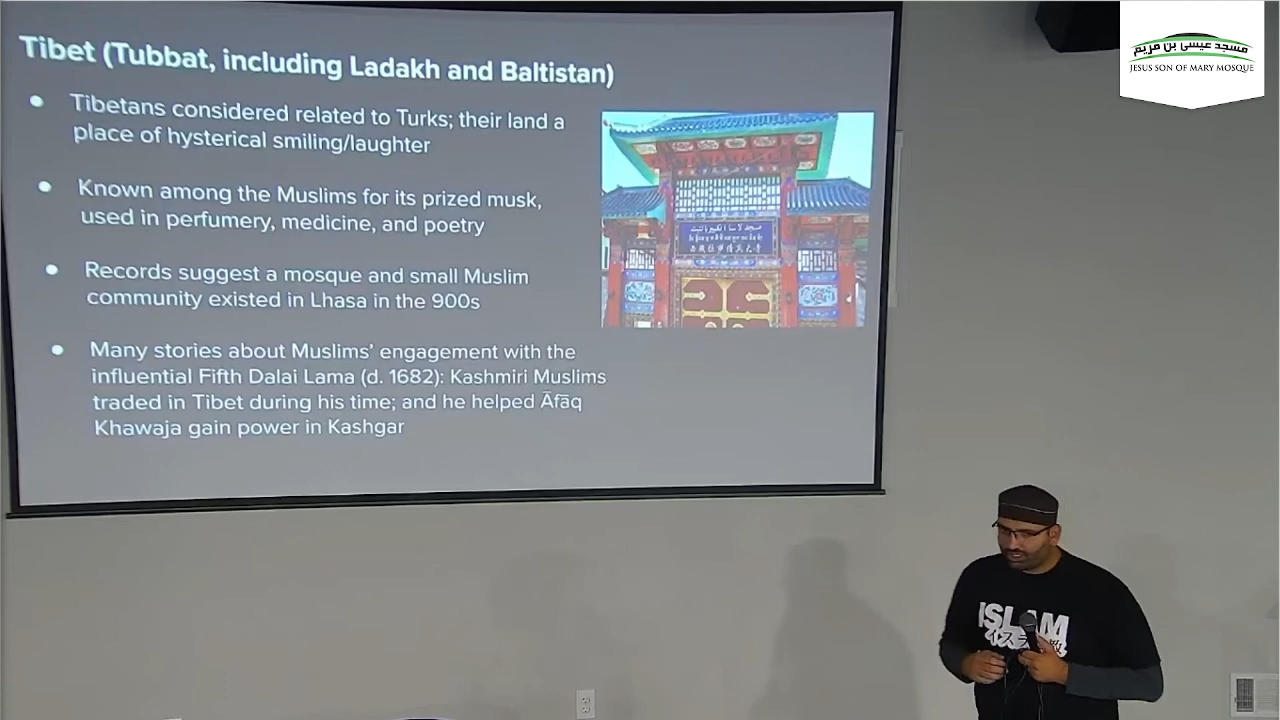 Tibet (Tubbat, including Ladakh and Baltistan)
Tibetans considered related to Turks; their land a
place of hysterical smiling/laughter
Known among the Muslims for its prized musk,
used in perfumery, medicine, and poetry
Records suggest a mosque and small Muslim
community existed in Lhasa in the 900s
Many stories about Muslims’ engagement with the
influential Fifth Dalai Lama (d. 1682): Kashmiri Muslims
traded in Tibet during his time; and he helped Āfāq
Khawaja gain power in Kashgar
مسجد عيسى بن مريم
JESUS SON OF MARY MOSQUE
ISLAM
イス